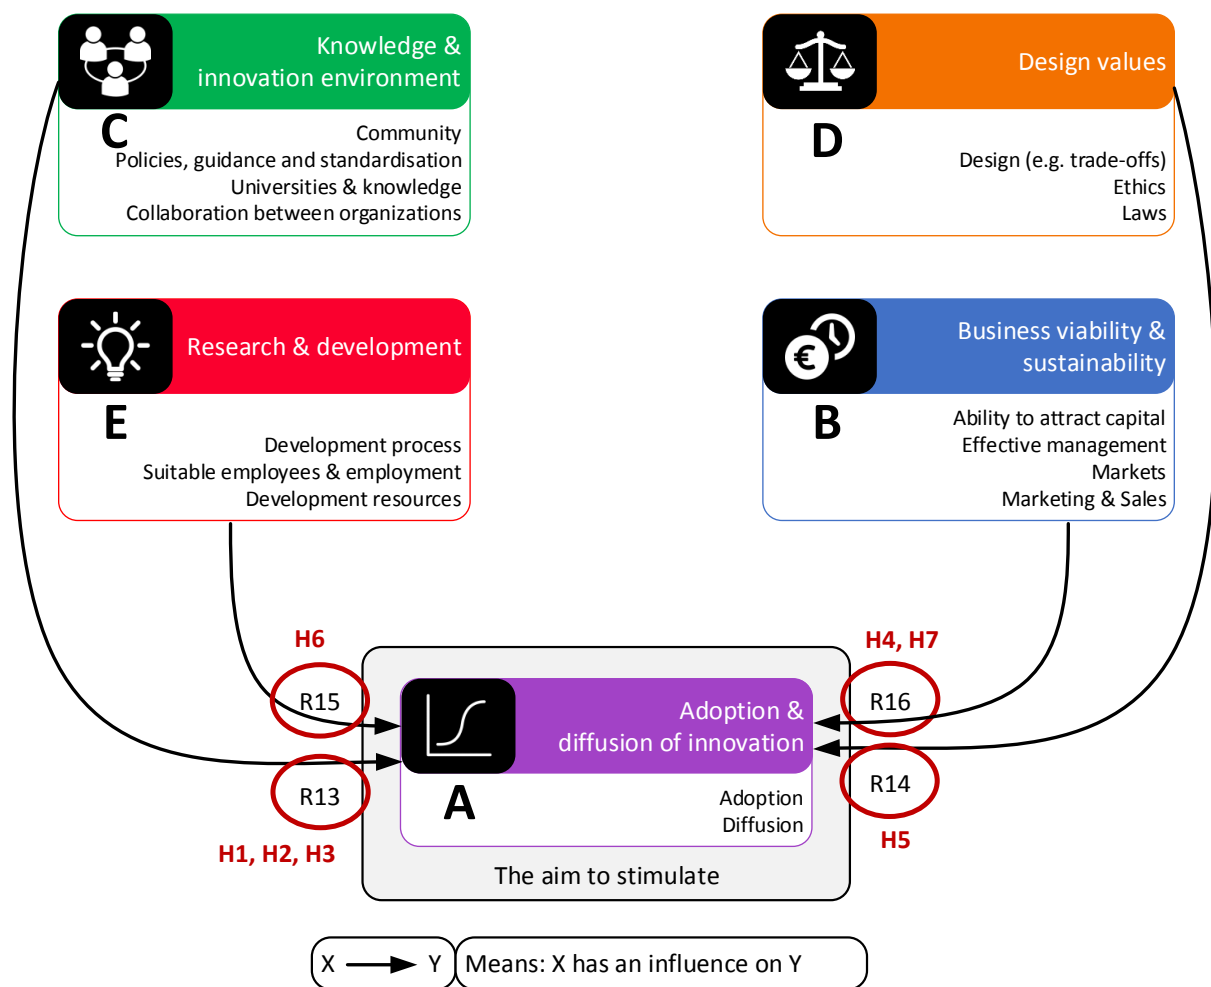 Knowledge &
innovation environment
C
Community
Policies, guidance and standardisation
Universities & knowledge
Collaboration between organizations
Design values
D
Design (e.g. trade-offs)
Ethics
Laws
Research & development
E
Development process
Suitable employees & employment
Development resources
Business viability &
sustainability
€
B
Ability to attract capital
Effective management
Markets
Marketing & Sales
H6
R15
R13
H1, H2, H3
Adoption &
diffusion of innovation
A
Adoption
Diffusion
The aim to stimulate
H4, H7
R16
R14
H5
X Y Means: X has an influence on Y